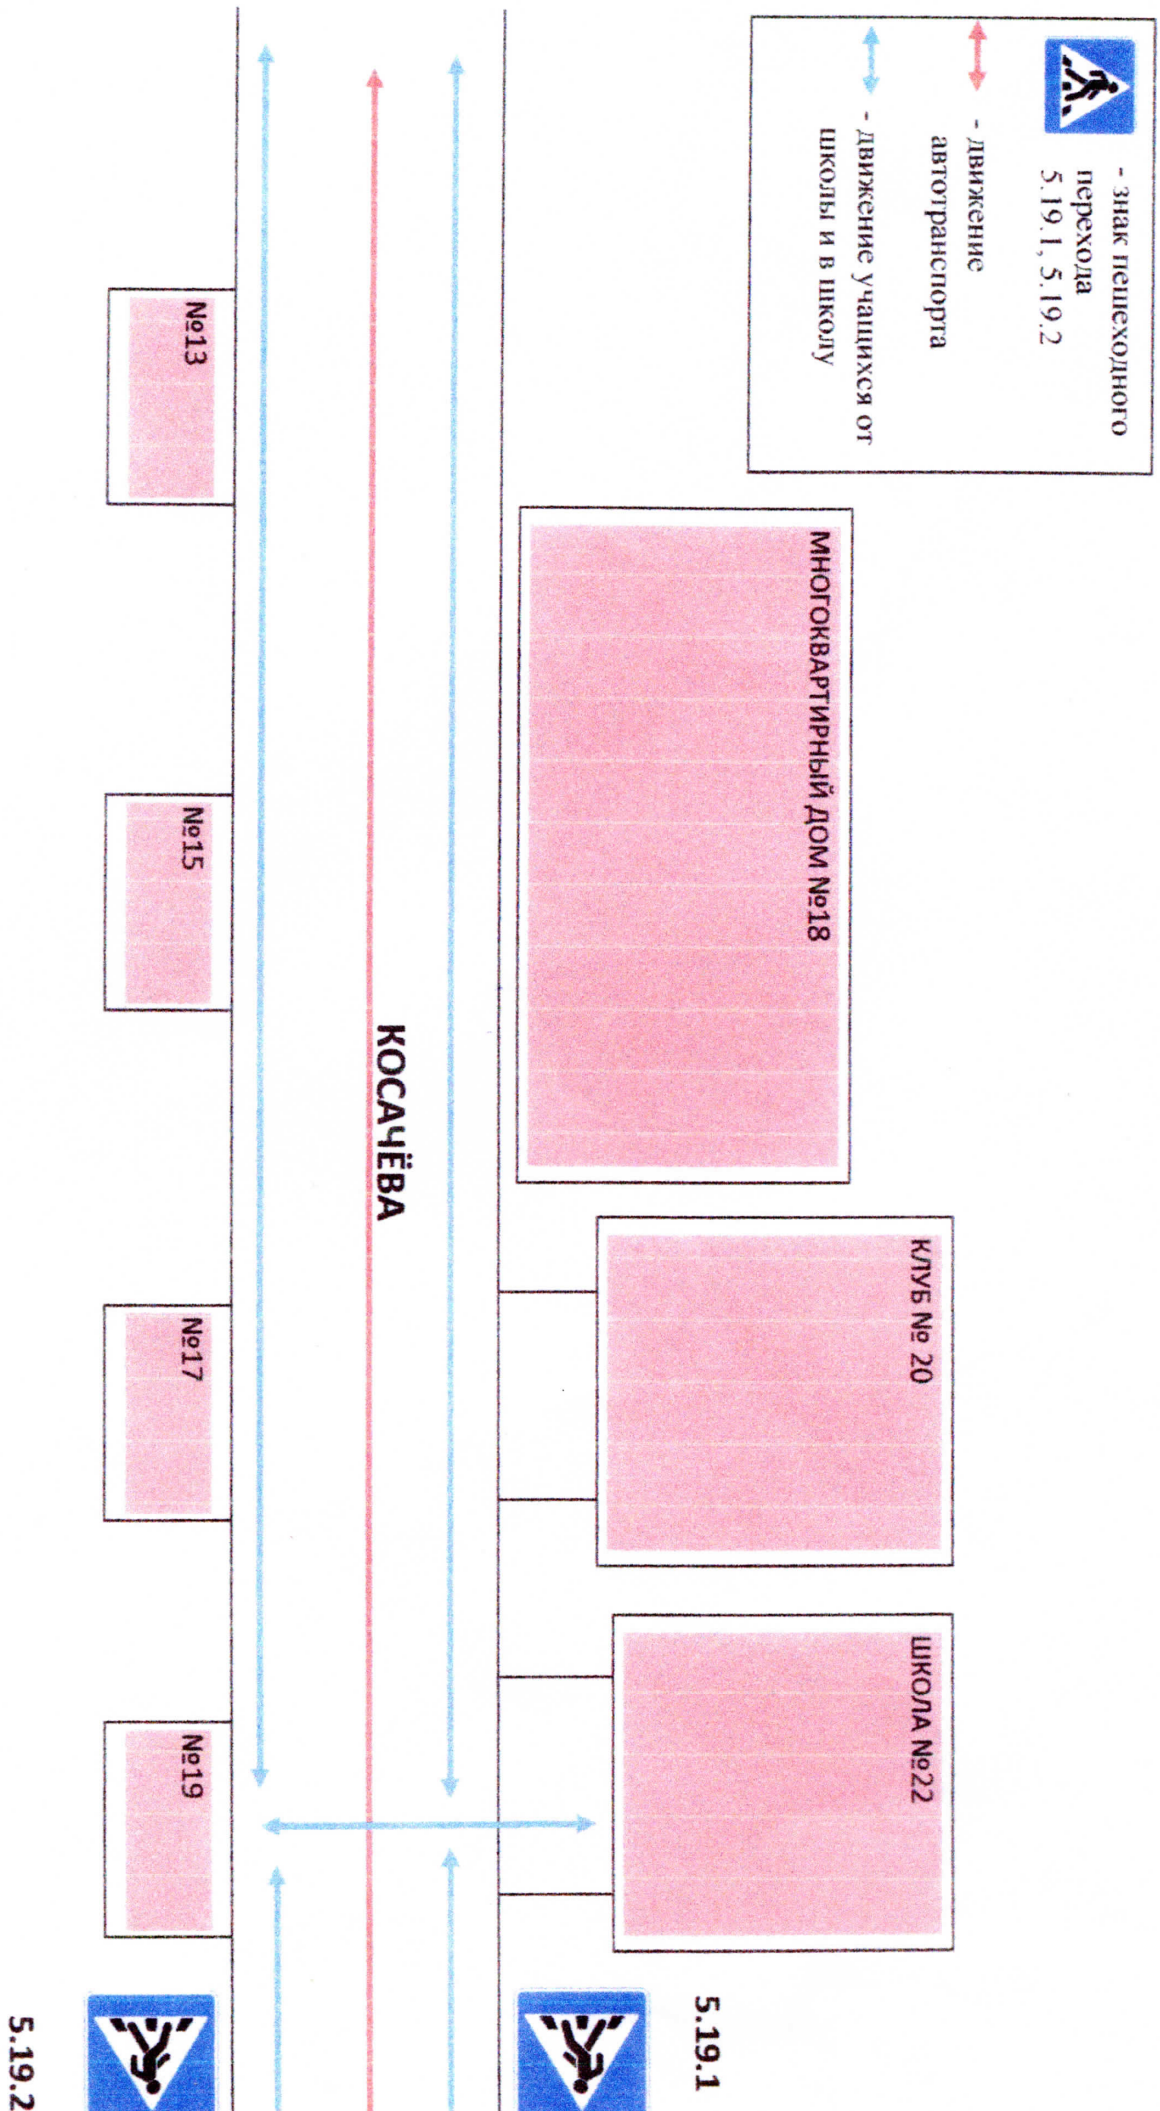 - знак пешеходного
перехода
5.19.1, 5.19.2
- движение
автотранспорта
- движение учащихся от
школы и в школу
МНОГОКВАРТИРНЫЙ ДОМ №18
КЛУБ № 20
ШКОЛА №22
5.19.1
КОСАЧЁВА
№13
№15
№17
№19
5.19.2